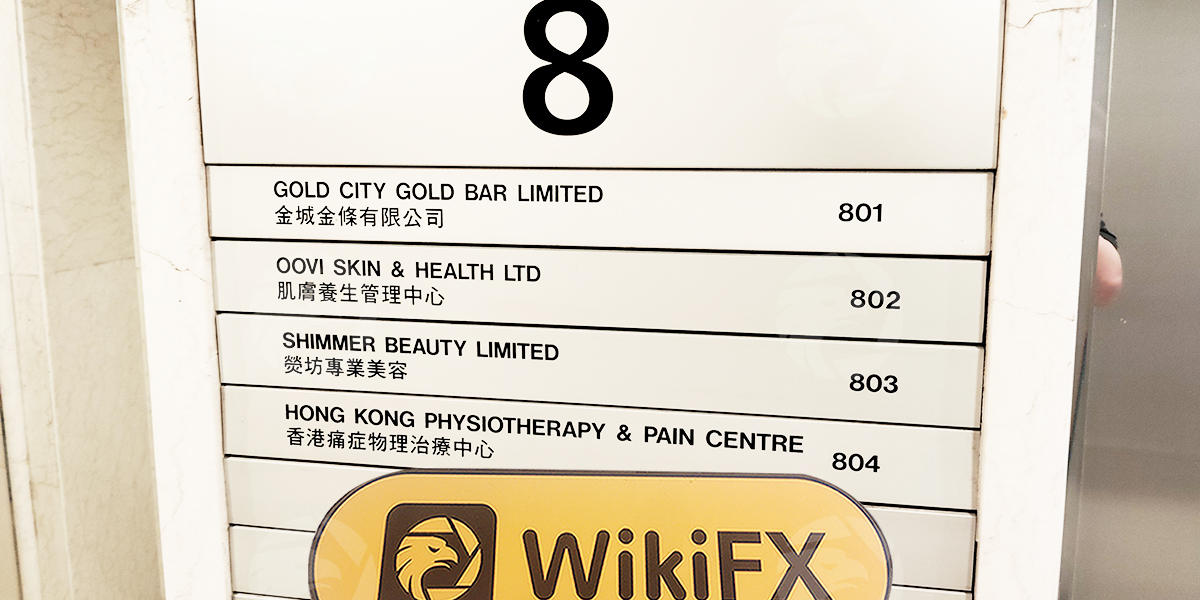 8
GOLD CITY GOLD BAR LIMITED
金城金條有限公司
801
OOVI SKIN & HEALTH LTD
肌膚養生管理中心
802
SHIMMER BEAUTY LIMITED
熒坊專業美容
803
HONG KONG PHYSIOTHERAPY & PAIN CENTRE
香港痛症物理治療中心
804
WikiFX